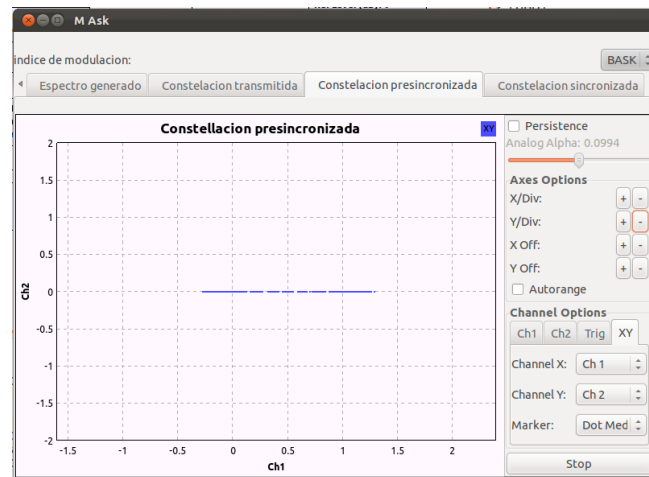 M Ask
indice de modulacion:
BASK
Espectro generado
Constelacion transmitida
Constelacion presincronizada
Constelacion sincronizada
Constellacion presincronizada
XY
2
1.5
1
0.5
0
-0.5
-1
-1.5
-2
Ch2
-1.5 -1 -0.5 0 0.5 1 1.5 2
Ch1
Persistence
Analog Alpha: 0.0994
Axes Options
X/Div: + -
Y/Div: + -
X Off: + -
Y Off: + -
Autorange
Channel Options
Ch1 Ch2 Trig XY
Channel X: Ch 1
Channel Y: Ch 2
Marker: Dot Med
Stop